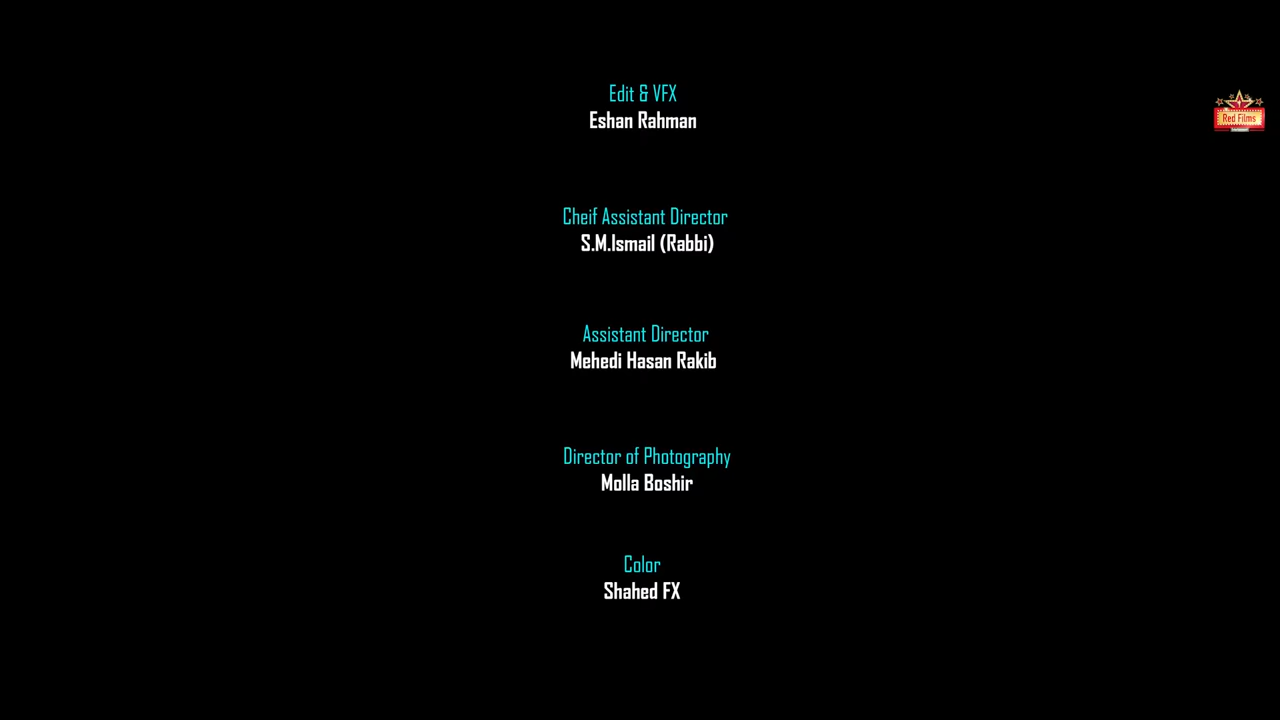 Edit & VFX
Eshan Rahman
Red Films
Cheif Assistant Director
S.M.Ismail (Rabbi)
Assistant Director
Mehedi Hasan Rakib
Director of Photography
Molla Boshir
Color
Shahed FX